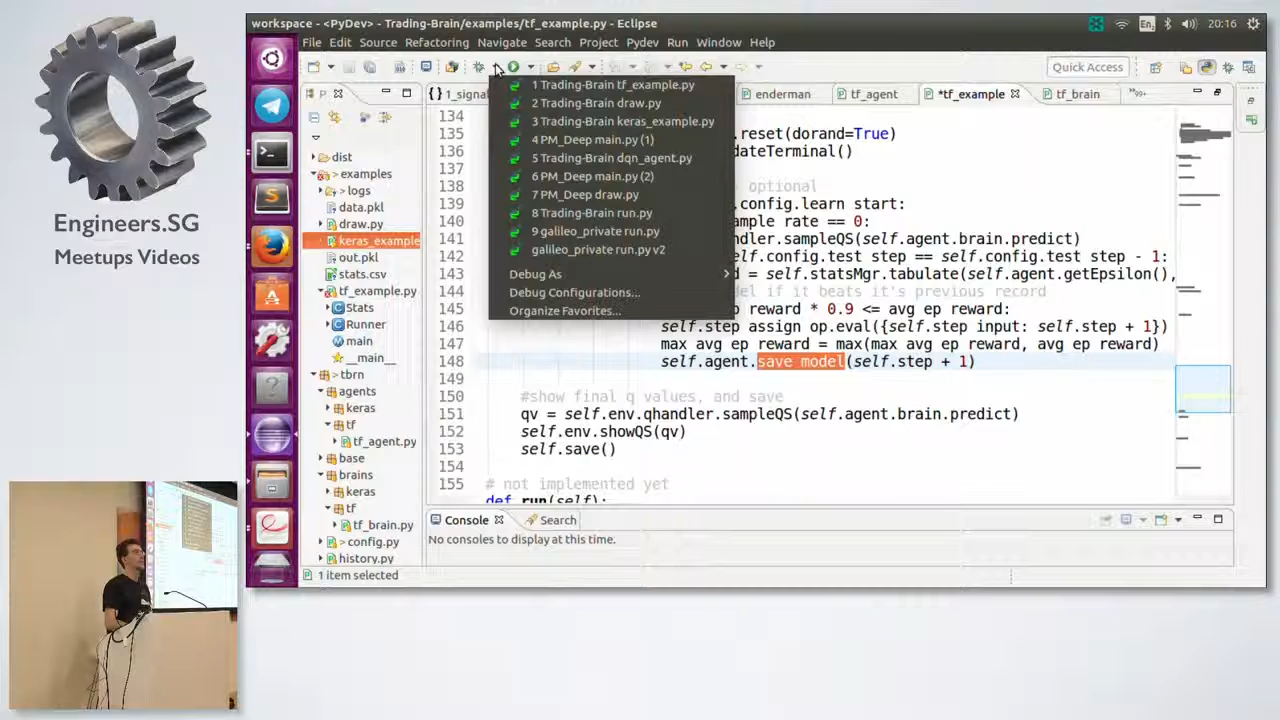 workspace - <PyDev> - Trading-Brain/examples/tf_example.py - Eclipse
En
20:16
File Edit Source Refactoring Navigate Search Project Pydev Run Window Help
Quick Access
P
{} 1_signa
enderman
tf_agent
*tf_example
tf_brain
99+
1 Trading-Brain tf_example.py
2 Trading-Brain draw.py
3 Trading-Brain keras_example.py
4 PM_Deep main.py (1)
5 Trading-Brain dqn_agent.py
6 PM_Deep main.py (2)
7 PM_Deep draw.py
8 Trading-Brain run.py
9 galileo_private run.py
galileo_private run.py v2
Debug As
Debug Configurations...
Organize Favorites...
dist
> examples
> logs
data.pkl
draw.py
keras_example
out.pkl
stats.csv
tf_example.py
Stats
Runner
main
__main__
> tbrn
agents
keras
tf
tf_agent.py
base
brains
keras
tf
tf_brain.py
> config.py
history.py
134
135 .reset(dorand=True)
136 dateTerminal()
137
138 optional
139 .config.learn start:
140 ample rate == 0:
141 handler.sampleQS(self.agent.brain.predict)
142 .config.test step == self.config.test step - 1:
143 d = self.statsMgr.tabulate(self.agent.getEpsilon(),
144 del if it beats it's previous record
145 p reward * 0.9 <= avg ep reward:
146 self.step assign op.eval({self.step input: self.step + 1})
147 max avg ep reward = max(max avg ep reward, avg ep reward)
148 self.agent.save model(self.step + 1)
149
150 #show final q values, and save
151 qv = self.env.qhandler.sampleQS(self.agent.brain.predict)
152 self.env.showQS(qv)
153 self.save()
154
155 # not implemented yet
def run(self):
Console
Search
No consoles to display at this time.
1 item selected
Engineers.SG
Meetups Videos